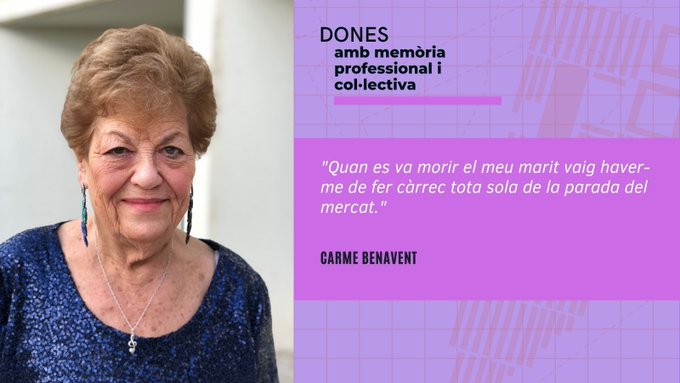 DONES
amb memòria
professional i
col·lectiva
"Quan es va morir el meu marit vaig haver-
me de fer càrrec tota sola de la parada del
mercat."
CARME BENAVENT